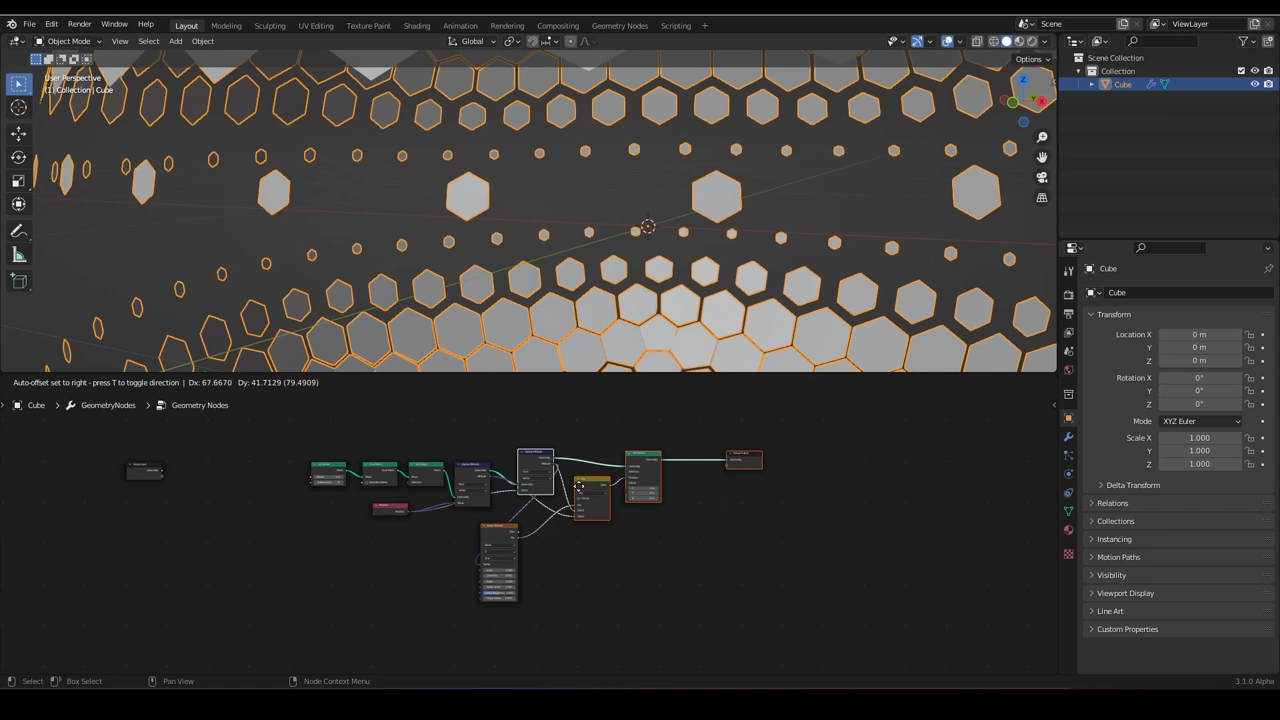 File Edit Render Window Help Layout Modeling Sculpting UV Editing Texture Paint Shading Animation Rendering Compositing Geometry Nodes Scripting + Scene ViewLayer
Object Mode View Select Add Object Global
Options
User Perspective
(1) Collection | Cube
Z
X
Scene Collection
Collection
Cube
Cube
Cube
Transform
Location X 0 m
Y 0 m
Z 0 m
Rotation X 0°
Y 0°
Z 0°
Mode XYZ Euler
Scale X 1.000
Y 1.000
Z 1.000
Delta Transform
Relations
Collections
Instancing
Motion Paths
Visibility
Viewport Display
Line Art
Custom Properties
Auto-offset set to right - press T to toggle direction | Dx: 67.6670 Dy: 41.7129 (79.4909)
Cube > GeometryNodes > Geometry Nodes
Select Box Select Pan View Node Context Menu 3.1.0 Alpha